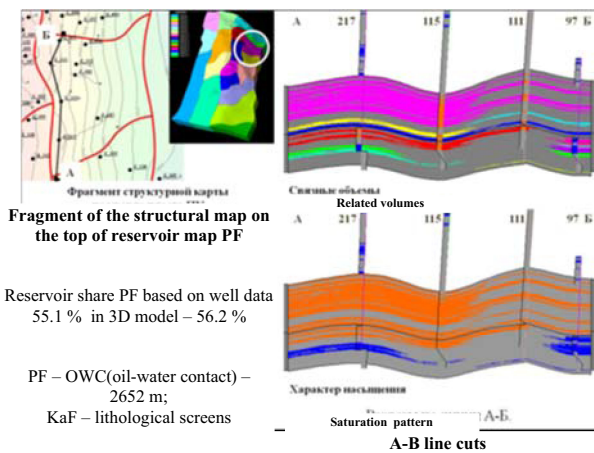 А 217 115 111 97 Б
Б
А
Фрагмент структурной карты
Fragment of the structural map on
the top of reservoir map PF
Связные объемы
Related volumes
А 217 115 111 97 Б
Reservoir share PF based on well data
55.1 % in 3D model – 56.2 %
PF – OWC(oil-water contact) –
2652 m;
KaF – lithological screens
Характер насыщения
А-Б.
Saturation pattern
A-B line cuts